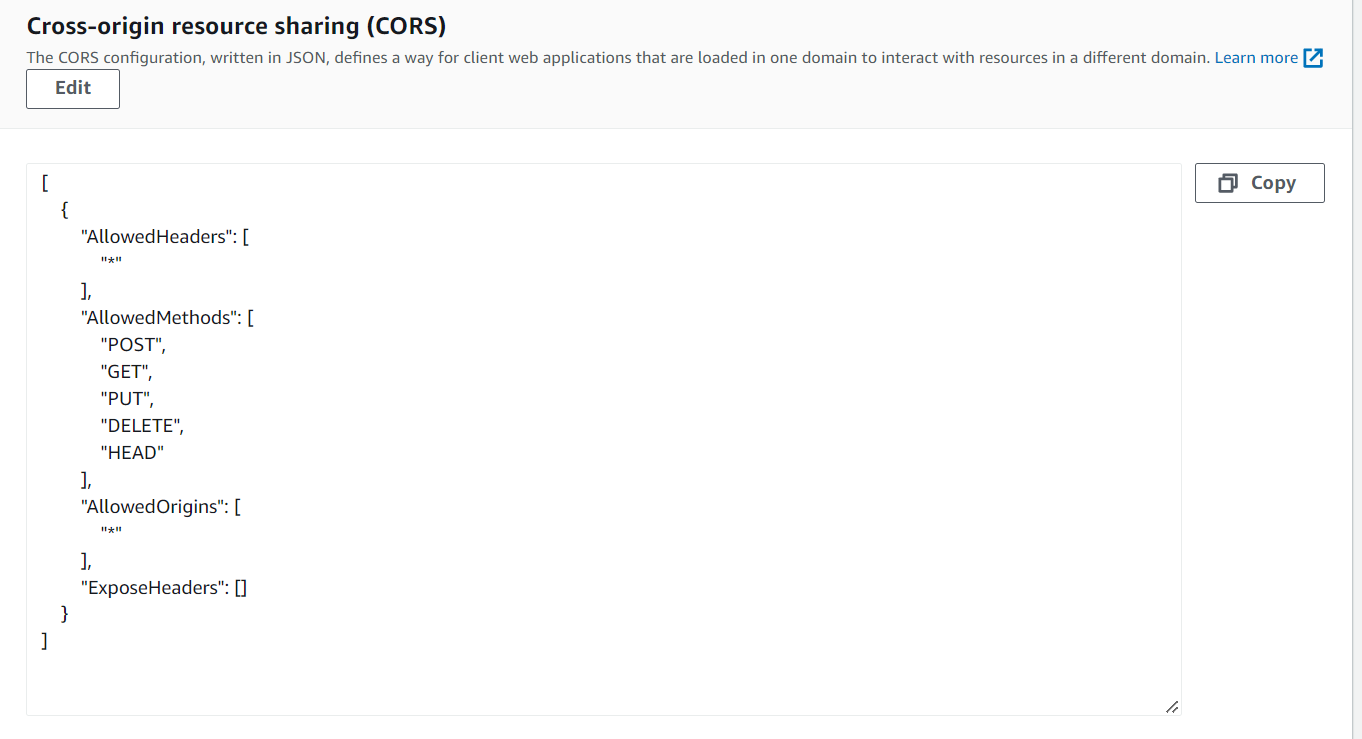 Cross-origin resource sharing (CORS)
The CORS configuration, written in JSON, defines a way for client web applications that are loaded in one domain to interact with resources in a different domain. Learn more
Edit
Copy
[
{
"AllowedHeaders": [
"*"
],
"AllowedMethods": [
"POST",
"GET",
"PUT",
"DELETE",
"HEAD"
],
"AllowedOrigins": [
"*"
],
"ExposeHeaders": []
}
]